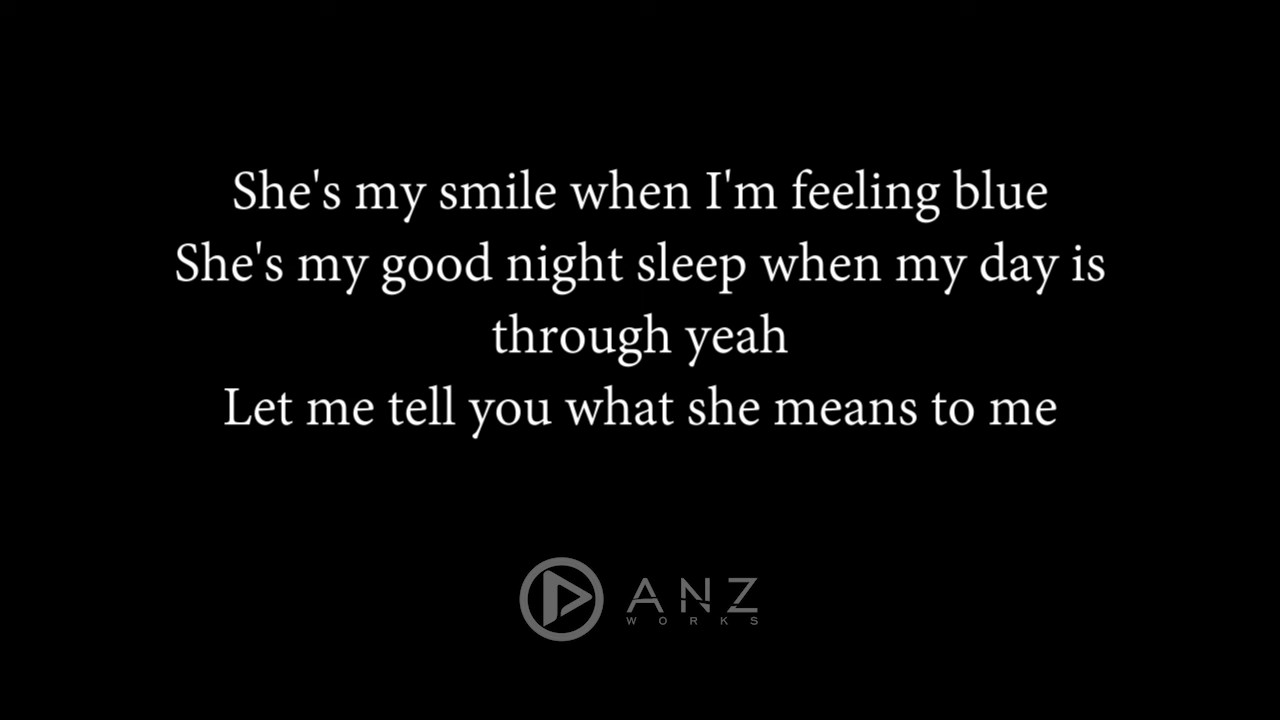 She's my smile when I'm feeling blue
She's my good night sleep when my day is
through yeah
Let me tell you what she means to me
ANZ
WORKS